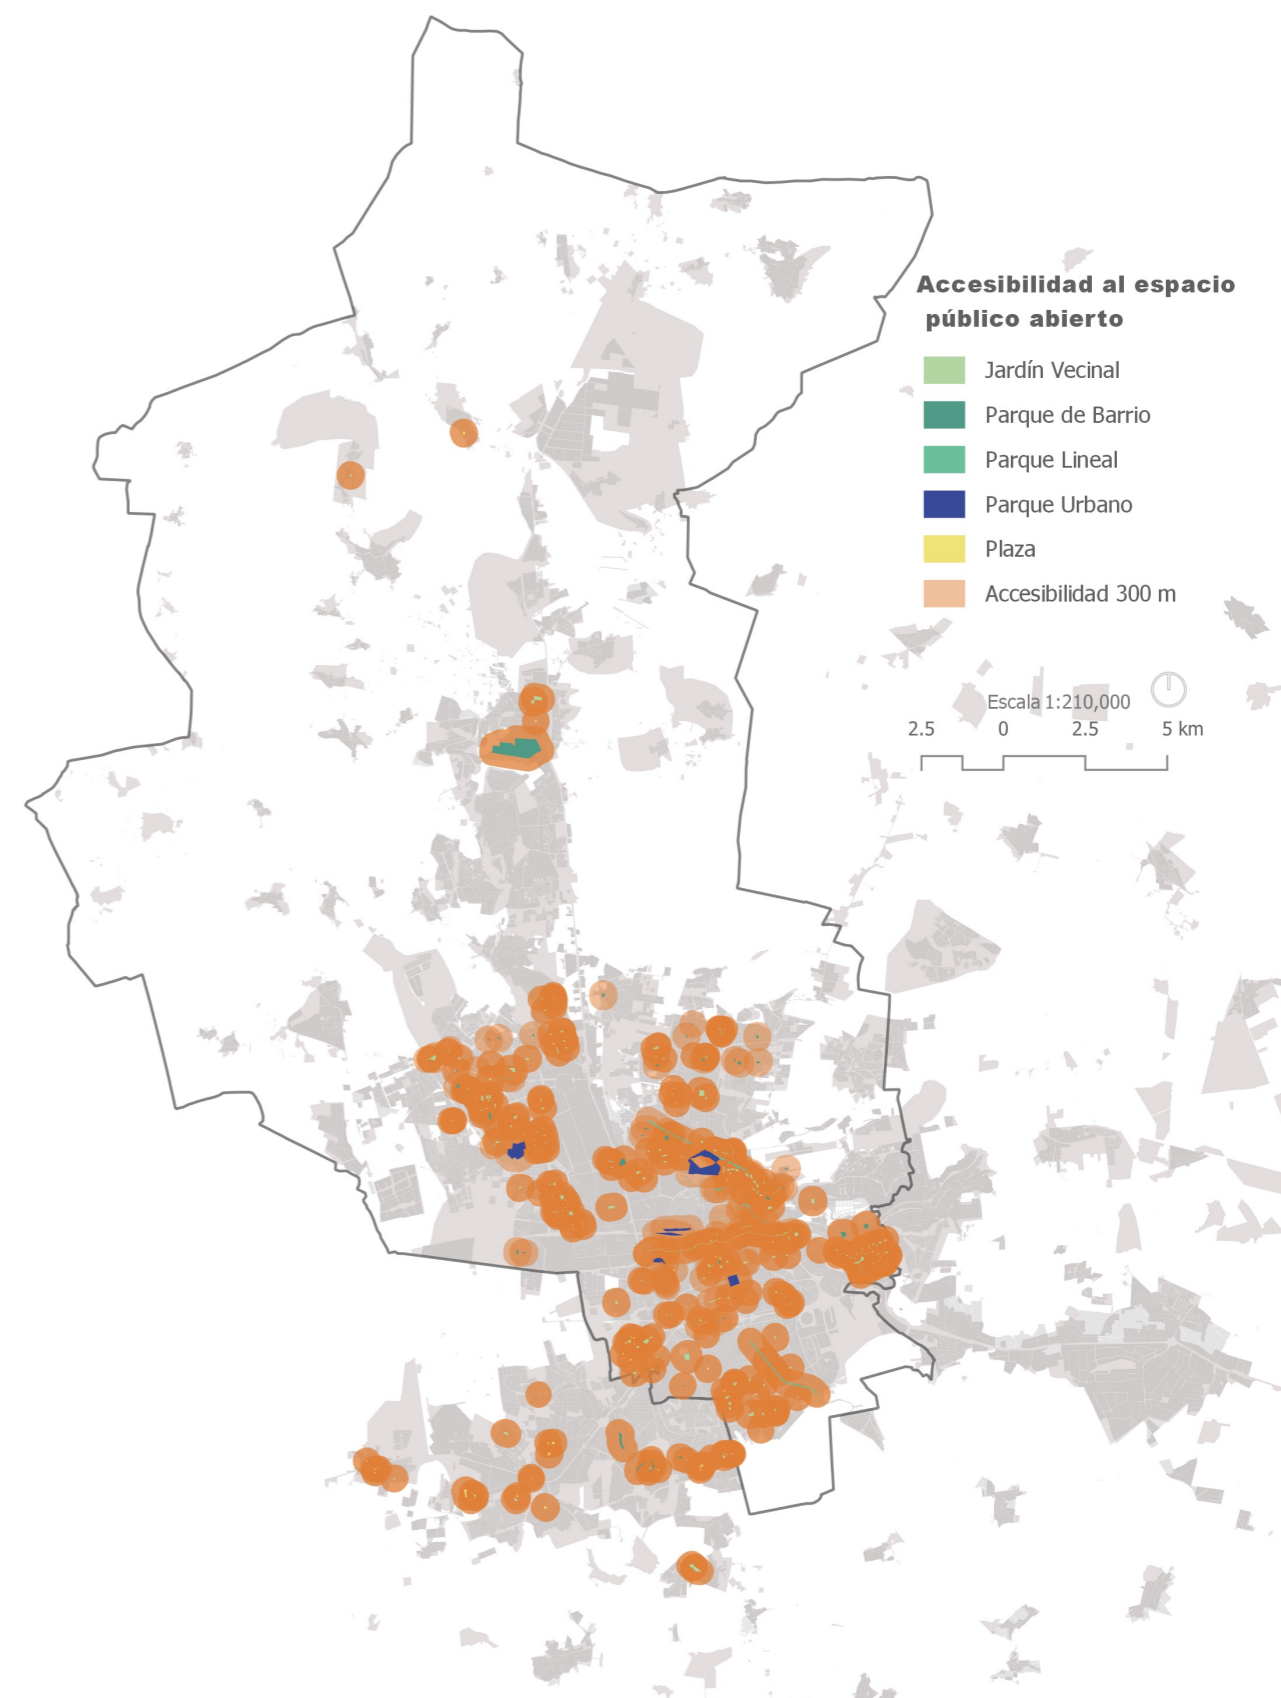 Accesibilidad al espacio
público abierto
Jardín Vecinal
Parque de Barrio
Parque Lineal
Parque Urbano
Plaza
Accesibilidad 300 m
Escala 1:210,000
2.5 0 2.5 5 km